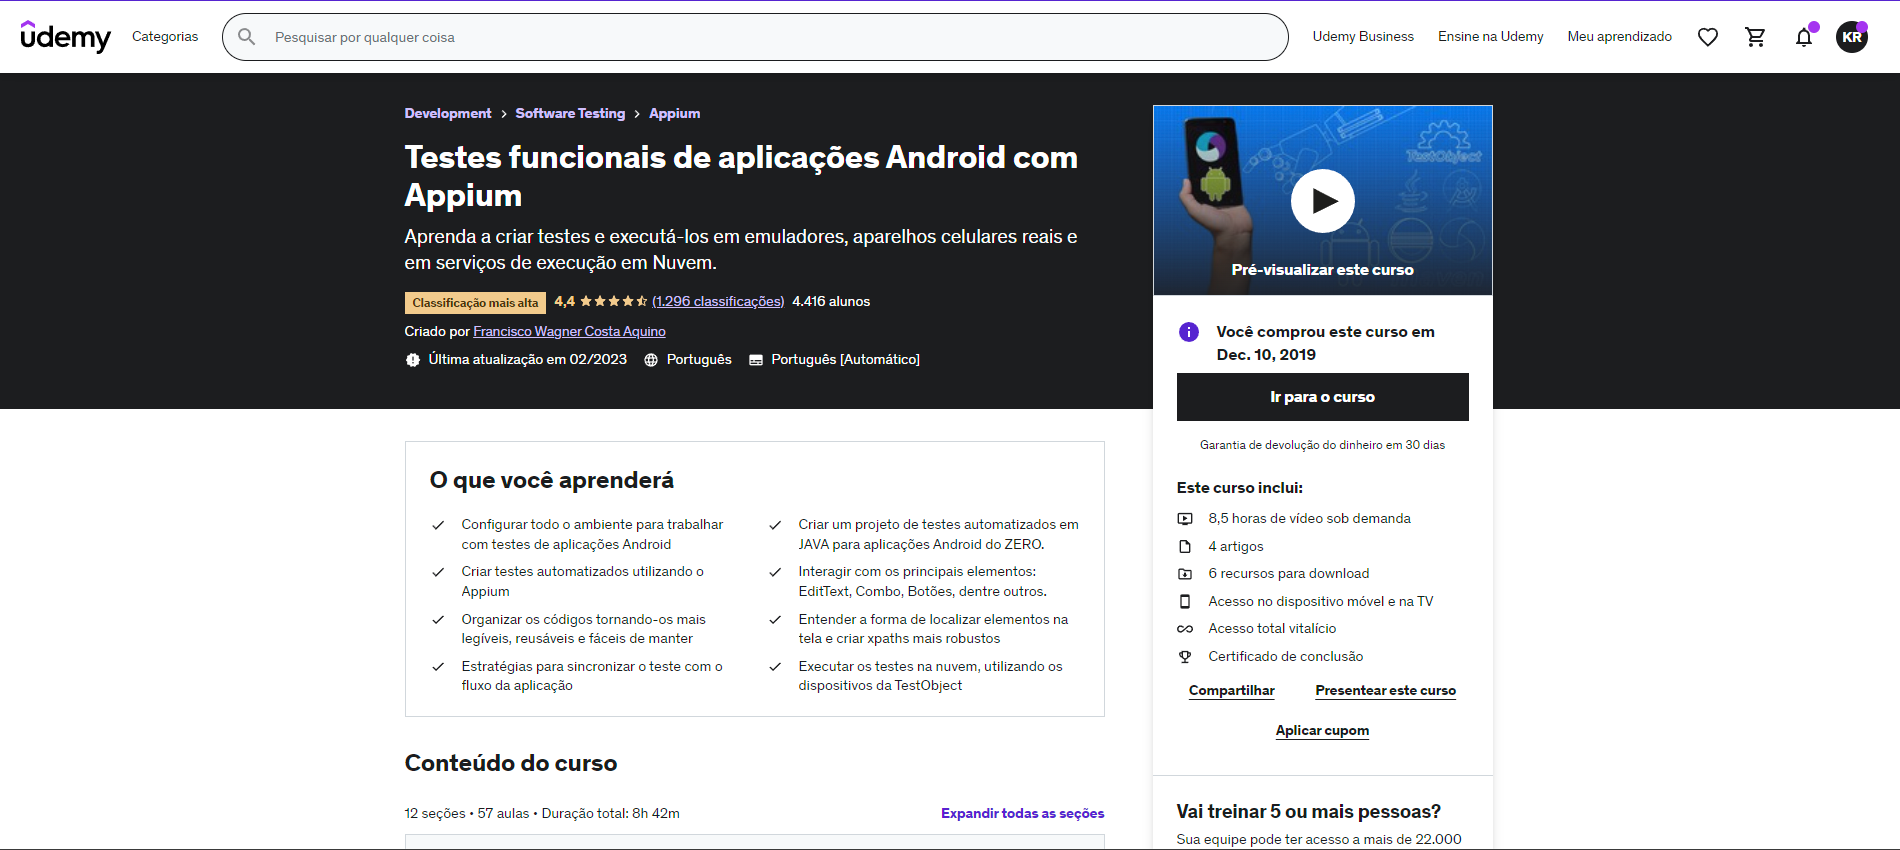 udemy
Categorias
Pesquisar por qualquer coisa
Udemy Business
Ensine na Udemy
Meu aprendizado
KR
Development > Software Testing > Appium
Testes funcionais de aplicações Android com
Appium
Aprenda a criar testes e executá-los em emuladores, aparelhos celulares reais e
em serviços de execução em Nuvem.
Classificação mais alta 4,4 (1.296 classificações) 4.416 alunos
Criado por Francisco Wagner Costa Aquino
Última atualização em 02/2023 Português Português [Automático]
TestObject
Pré-visualizar este curso
Você comprou este curso em
Dec. 10, 2019
Ir para o curso
Garantia de devolução do dinheiro em 30 dias
Este curso inclui:
8,5 horas de vídeo sob demanda
4 artigos
6 recursos para download
Acesso no dispositivo móvel e na TV
Acesso total vitalício
Certificado de conclusão
Compartilhar
Presentear este curso
Aplicar cupom
Vai treinar 5 ou mais pessoas?
Sua equipe pode ter acesso a mais de 22.000
O que você aprenderá
Configurar todo o ambiente para trabalhar
com testes de aplicações Android
Criar testes automatizados utilizando o
Appium
Organizar os códigos tornando-os mais
legíveis, reusáveis e fáceis de manter
Estratégias para sincronizar o teste com o
fluxo da aplicação
Criar um projeto de testes automatizados em
JAVA para aplicações Android do ZERO.
Interagir com os principais elementos:
EditText, Combo, Botões, dentre outros.
Entender a forma de localizar elementos na
tela e criar xpaths mais robustos
Executar os testes na nuvem, utilizando os
dispositivos da TestObject
Conteúdo do curso
12 seções • 57 aulas • Duração total: 8h 42m
Expandir todas as seções